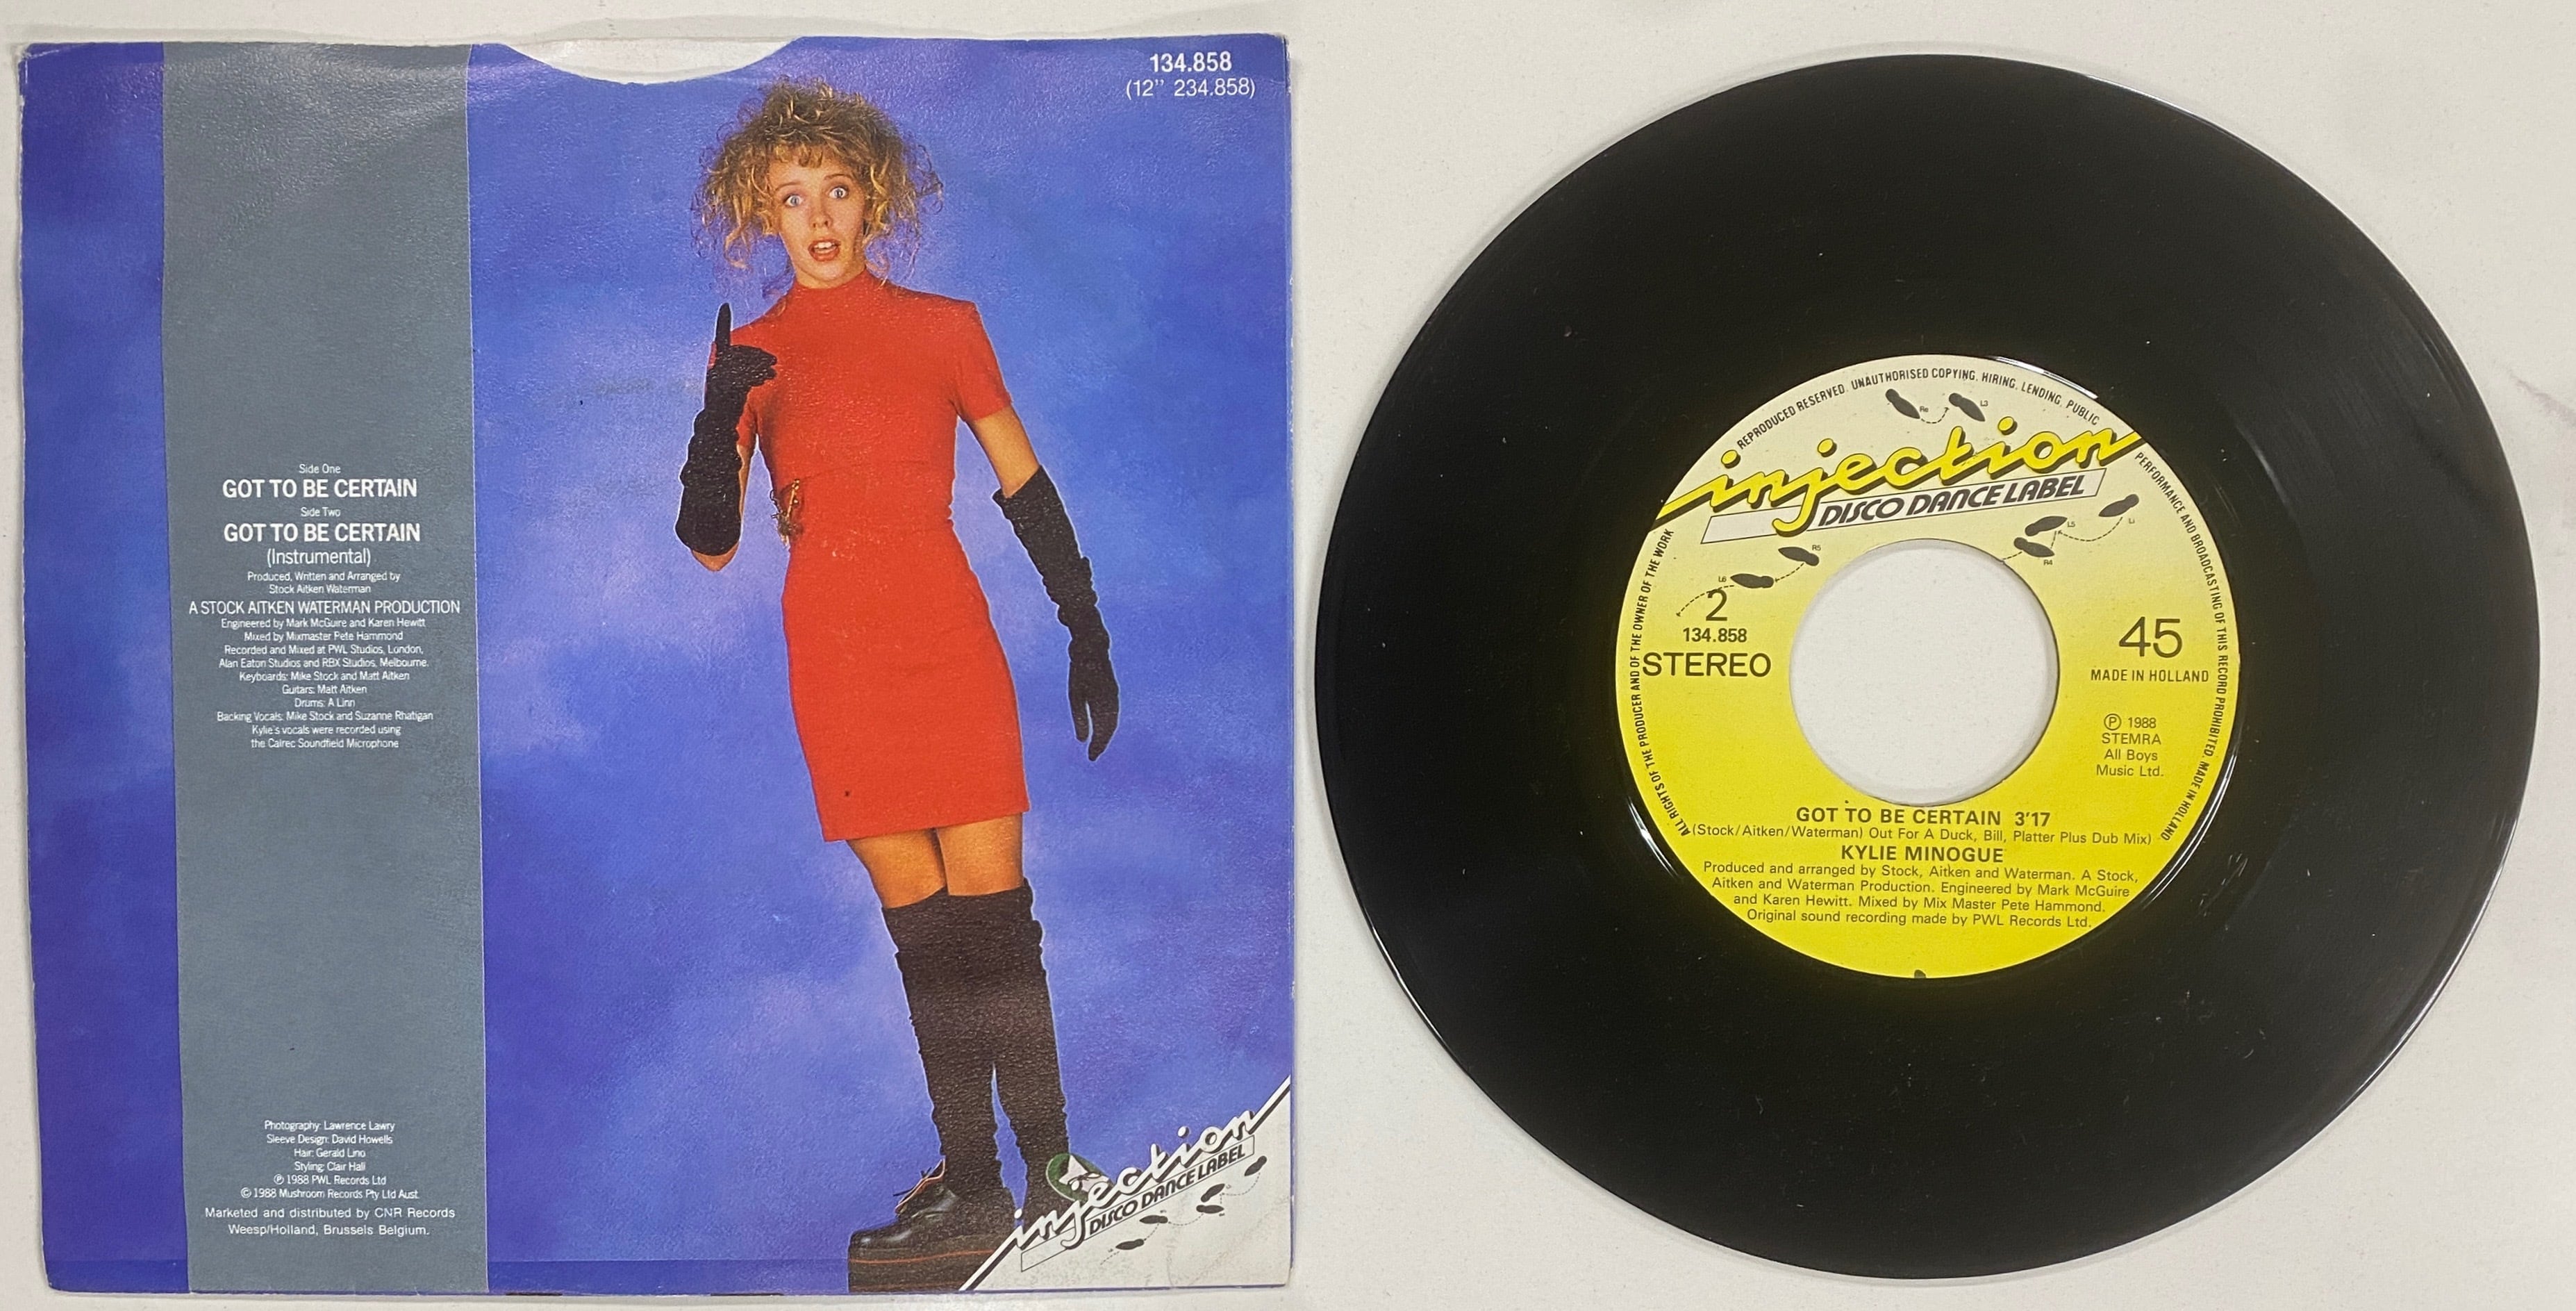 134.858
(12” 234.858)
Side One
GOT TO BE CERTAIN
Side Two
GOT TO BE CERTAIN
(Instrumental)
Produced, Written and Arranged by
Stock Aitken Waterman
A STOCK AITKEN WATERMAN PRODUCTION
Engineered by Mark McGuire and Karen Hewitt
Mixed by Mixmaster Pete Hammond
Recorded and Mixed at PWL Studios, London,
Alan Eaton Studios and RBX Studios, Melbourne.
Keyboards: Mike Stock and Matt Aitken
Guitars: Matt Aitken
Drums: A Linn
Backing Vocals: Mike Stock and Suzanne Rhatigan
Kylie's vocals were recorded using
the Calrec Soundfield Microphone
Photography: Lawrence Lawry
Sleeve Design: David Howells
Hair: Gerald Lino
Styling: Clair Hall
℗ 1988 PWL Records Ltd
© 1988 Mushroom Records Pty Ltd Aust.
Marketed and distributed by CNR Records
Weesp/Holland, Brussels Belgium.
injection
DISCO DANCE LABEL
ALL RIGHTS OF THE PRODUCER AND OF THE OWNER OF THE WORK REPRODUCED RESERVED. UNAUTHORISED COPYING, HIRING, LENDING, PUBLIC PERFORMANCE AND BROADCASTING OF THIS RECORD PROHIBITED. MADE IN HOLLAND
L3
injection
DISCO DANCE LABEL
L5
R5
R4
L6
2
134.858
STEREO
45
MADE IN HOLLAND
℗ 1988
STEMRA
All Boys
Music Ltd.
GOT TO BE CERTAIN 3'17
(Stock/Aitken/Waterman) Out For A Duck, Bill, Platter Plus Dub Mix)
KYLIE MINOGUE
Produced and arranged by Stock, Aitken and Waterman. A Stock,
Aitken and Waterman Production. Engineered by Mark McGuire
and Karen Hewitt. Mixed by Mix Master Pete Hammond.
Original sound recording made by PWL Records Ltd.